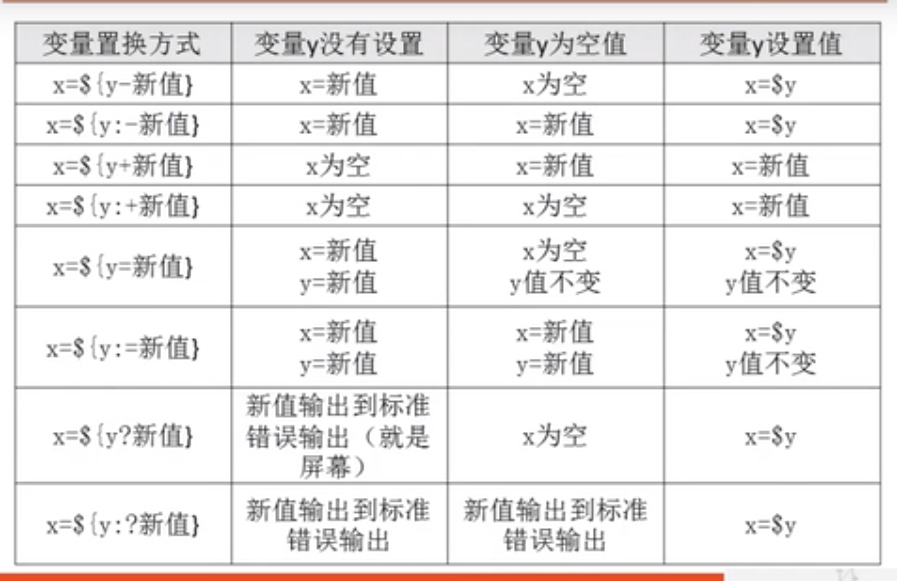 变量置换方式 变量y没有设置 变量y为空值 变量y设置值
x=${y-新值} x=新值 x为空 x=$y
x=${y:-新值} x=新值 x=新值 x=$y
x=${y+新值} x为空 x=新值 x=新值
x=${y:+新值} x为空 x为空 x=新值
x=${y=新值} x=新值 x为空 x=$y
y=新值 y值不变 y值不变
x=${y:=新值} x=新值 x=新值 x=$y
y=新值 y=新值 y值不变
x=${y?新值} 新值输出到标准
错误输出（就是
屏幕） x为空 x=$y
x=${y:?新值} 新值输出到标准 新值输出到标准 x=$y
错误输出 错误输出